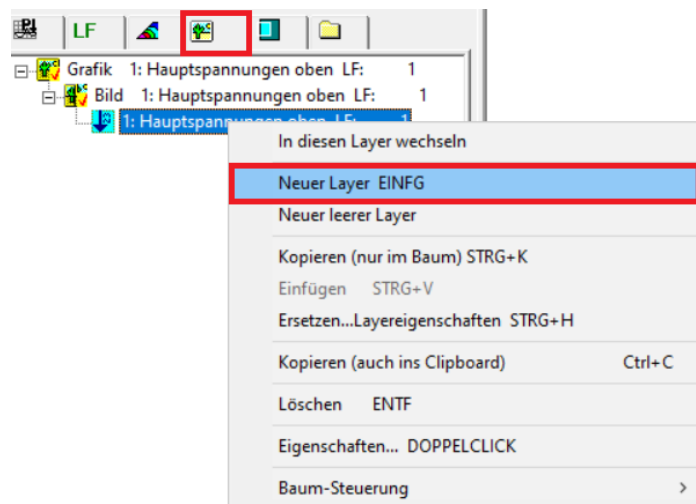 LF
Grafik 1: Hauptspannungen oben LF: 1
Bild 1: Hauptspannungen oben LF: 1
1: Hauptspannungen oben LF: 1
In diesen Layer wechseln
Neuer Layer EINFG
Neuer leerer Layer
Kopieren (nur im Baum) STRG+K
Einfügen STRG+V
Ersetzen...Layereigenschaften STRG+H
Kopieren (auch ins Clipboard) Ctrl+C
Löschen ENTF
Eigenschaften... DOPPELCLICK
Baum-Steuerung